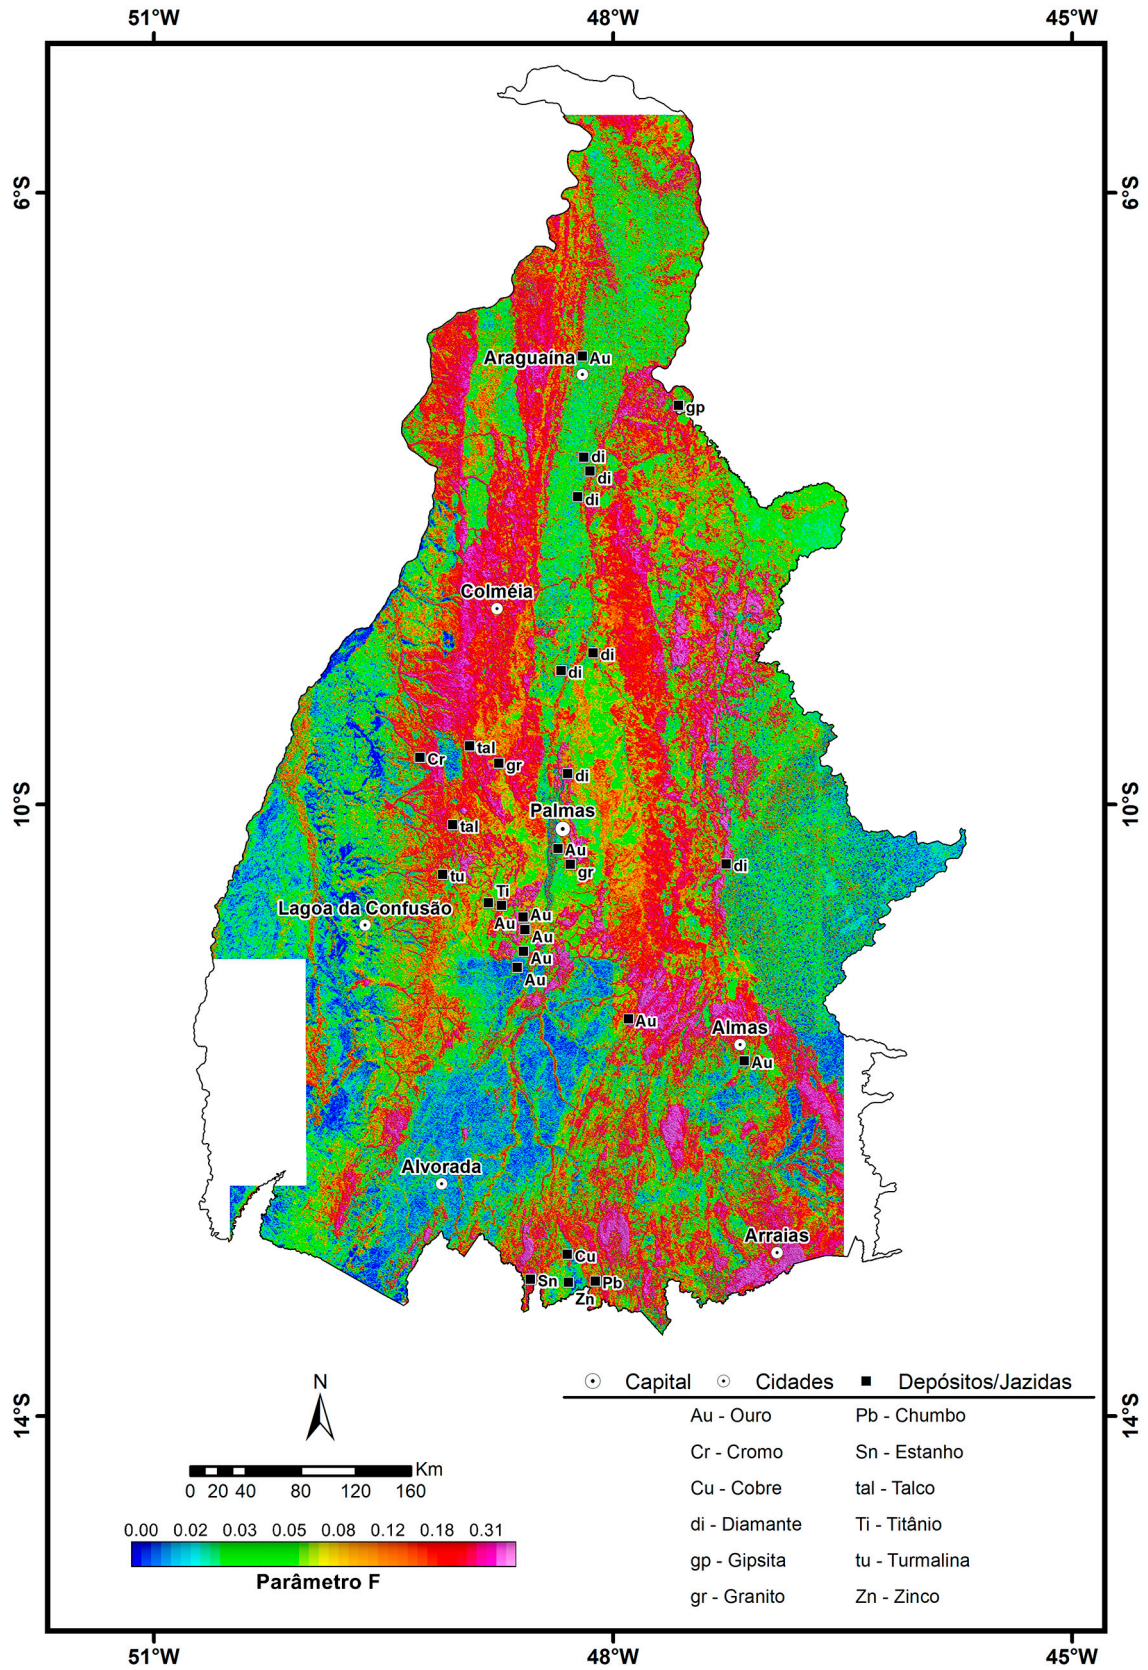 51°W 48°W 45°W
6°S 6°S
Araguaína Au
gp
di
di
di
Colméia
di
di
tal
Cr
gr
di
10°S 10°S
Palmas
tal
Au
di
gr
tu
Ti
Lagoa da Confusão
Au
Au
Au
Au
Au
Au
Almas
Au
Alvorada
Arraias
Cu
Sn
Pb
Zn
N
Capital Cidades Depósitos/Jazidas
14°S 14°S
Au - Ouro Pb - Chumbo
Cr - Cromo Sn - Estanho
Km
0 20 40 80 120 160
Cu - Cobre tal - Talco
0.00 0.02 0.03 0.05 0.08 0.12 0.18 0.31
di - Diamante Ti - Titânio
gp - Gipsita tu - Turmalina
Parâmetro F
gr - Granito Zn - Zinco
51°W 48°W 45°W